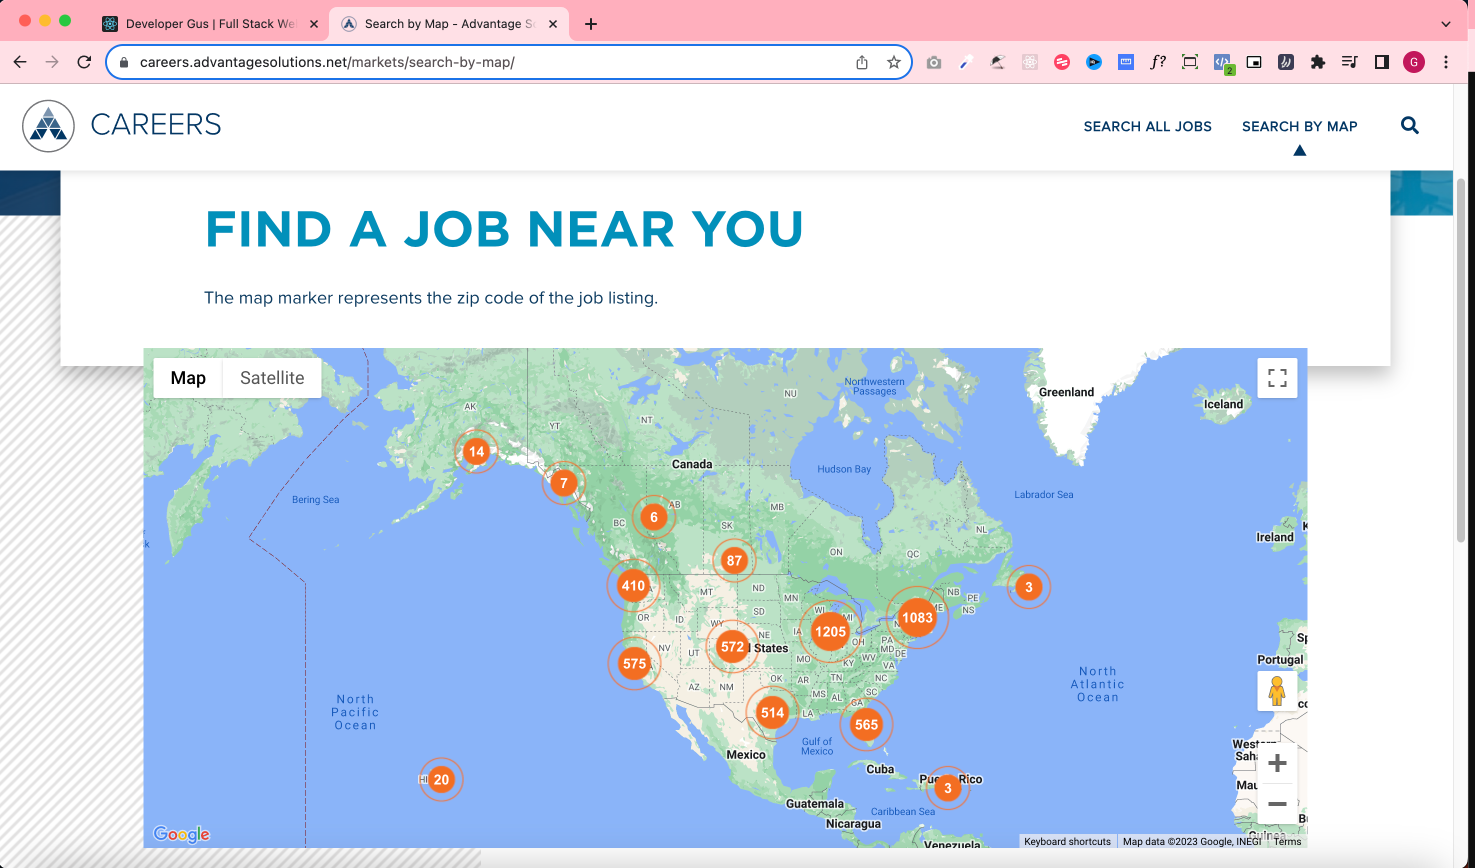 Developer Gus | Full Stack We
Search by Map - Advantage S
careers.advantagesolutions.net/markets/search-by-map/
f?
2
G
CAREERS
SEARCH ALL JOBS
SEARCH BY MAP
FIND A JOB NEAR YOU
The map marker represents the zip code of the job listing.
Map
Satellite
Northwestern
Passages
NU
Greenland
Iceland
AK
YT
NT
14
Canada
Hudson Bay
7
Bering Sea
Labrador Sea
AB
6
MB
BC
SK
NL
Ireland
ON
QC
87
410
MT
ND
MN
NB
PE
NS
3
OR
ID
SD
WY
WI
MI
ME
1083
1205
IA
NE
572
States
OH
PA
MD
DE
NV
UT
MO
KY
WV
VA
575
Portugal
North
Atlantic
Ocean
AZ
NM
OK
AR
TN
NC
MS
AL
SC
GA
LA
North
Pacific
Ocean
514
565
Gulf of
Mexico
Mexico
Cuba
HI
20
Puerto Rico
3
Guatemala
Caribbean Sea
Nicaragua
Venezuela
Google
Keyboard shortcuts
Map data ©2023 Google, INEGI
Terms